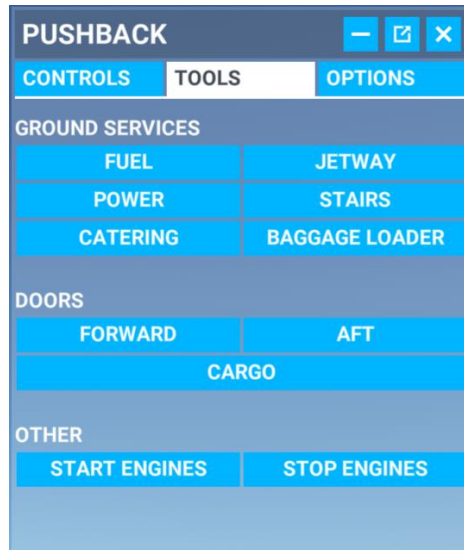 PUSHBACK
CONTROLS TOOLS OPTIONS
GROUND SERVICES
FUEL JETWAY
POWER STAIRS
CATERING BAGGAGE LOADER
DOORS
FORWARD AFT
CARGO
OTHER
START ENGINES STOP ENGINES